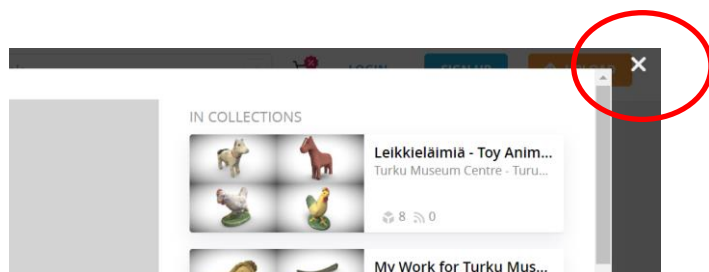 LOGIN
SIGN UP
UPLOAD
IN COLLECTIONS
Leikkieläimiä - Toy Anim...
Turku Museum Centre - Turu...
8 0
My Work for Turku Mus...